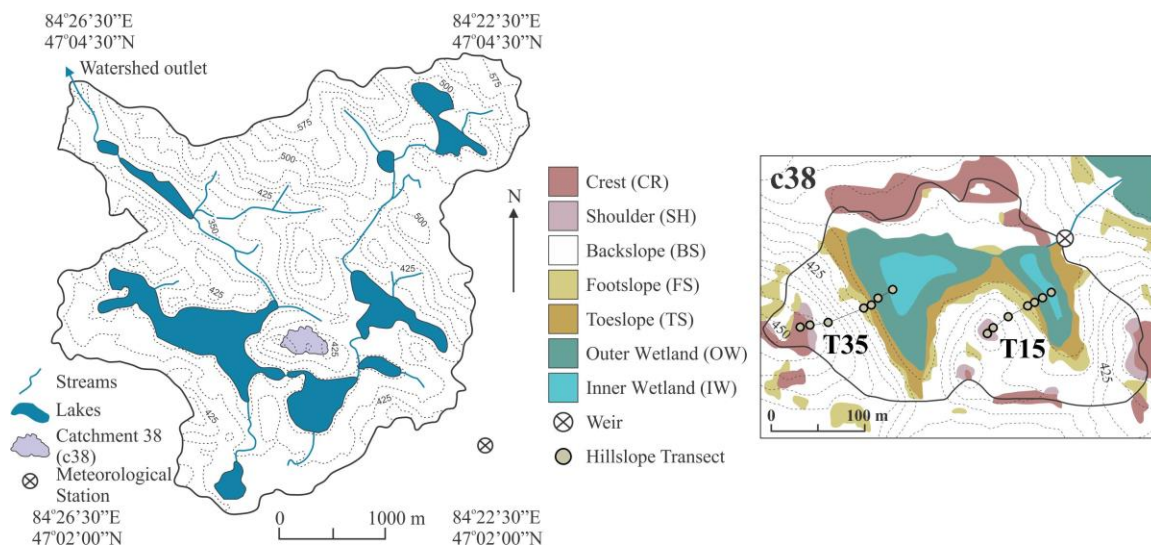 84°26'30"E
47°04'30"N
84°22'30"E
47°04'30"N
Watershed outlet
575
500
575
500
425
350
500
425
425
425
425
425
N
Streams
Lakes
Catchment 38
(c38)
Meteorological
Station
84°26'30"E
47°02'00"N
0 1000 m
84°22'30"E
47°02'00"N
Crest (CR)
Shoulder (SH)
Backslope (BS)
Footslope (FS)
Toeslope (TS)
Outer Wetland (OW)
Inner Wetland (IW)
Weir
Hillslope Transect
c38
425
450
T35
T15
425
0 100 m